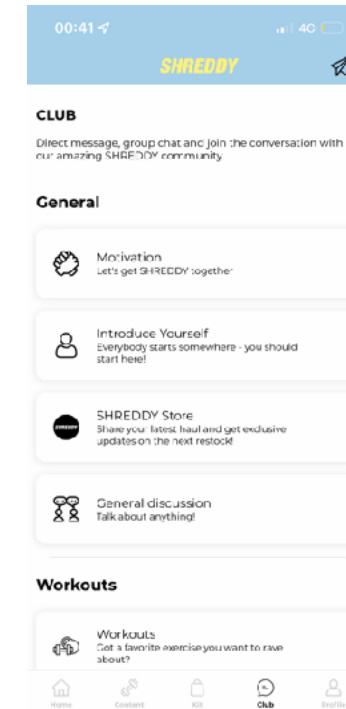 00:41
4G
SHREDDY
CLUB
Direct message, group chat and join the conversation with
our amazing SHREDDY community
General
Motivation
Let's get SHREDDY together
Introduce Yourself
Everybody starts somewhere - you should
start here!
SHREDDY
SHREDDY Store
Share your latest haul and get exclusive
updates on the next restock!
General discussion
Talk about anything!
Workouts
Workouts
Got a favorite exercise you want to rave
about?
Home Content Kit Club Profile